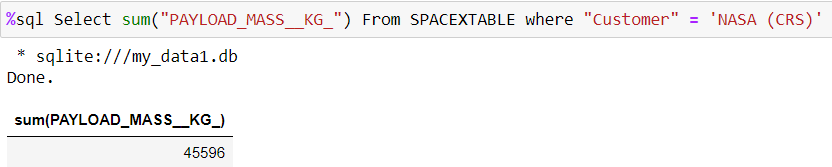 %sql Select sum("PAYLOAD_MASS__KG_") From SPACEXTABLE where "Customer" = 'NASA (CRS)'
* sqlite:///my_data1.db
Done.
sum(PAYLOAD_MASS__KG_)
45596